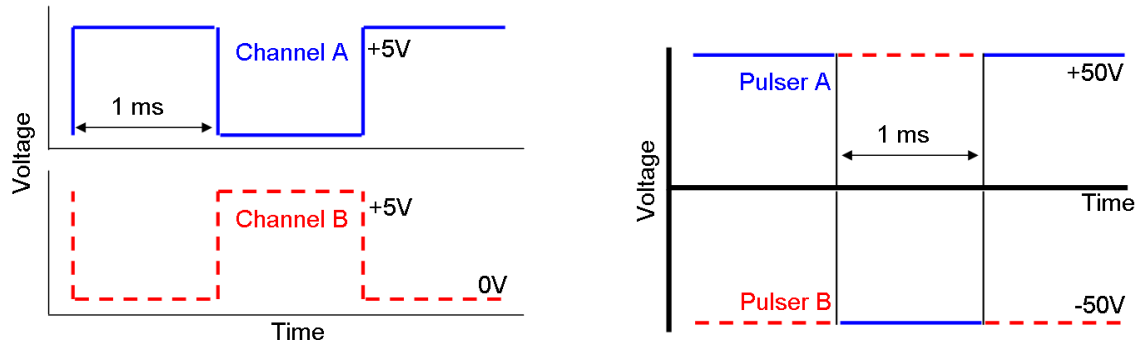 Channel A
+5V
1 ms
Voltage
Channel B
+5V
0V
Time
Pulser A
+50V
1 ms
Voltage
Time
Pulser B
-50V